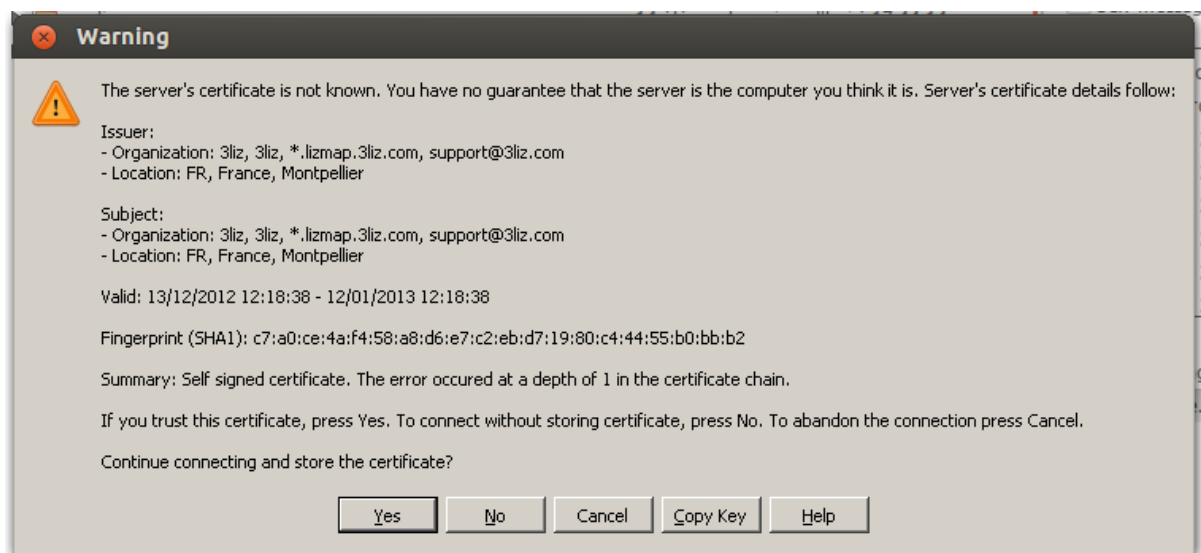 Warning
The server's certificate is not known. You have no guarantee that the server is the computer you think it is. Server's certificate details follow:
Issuer:
- Organization: 3liz, 3liz, *.lizmap.3liz.com, support@3liz.com
- Location: FR, France, Montpellier
Subject:
- Organization: 3liz, 3liz, *.lizmap.3liz.com, support@3liz.com
- Location: FR, France, Montpellier
Valid: 13/12/2012 12:18:38 - 12/01/2013 12:18:38
Fingerprint (SHA1): c7:a0:ce:4a:f4:58:a8:d6:e7:c2:eb:d7:19:80:c4:44:55:b0:bb:b2
Summary: Self signed certificate. The error occured at a depth of 1 in the certificate chain.
If you trust this certificate, press Yes. To connect without storing certificate, press No. To abandon the connection press Cancel.
Continue connecting and store the certificate?
Yes No Cancel Copy Key Help